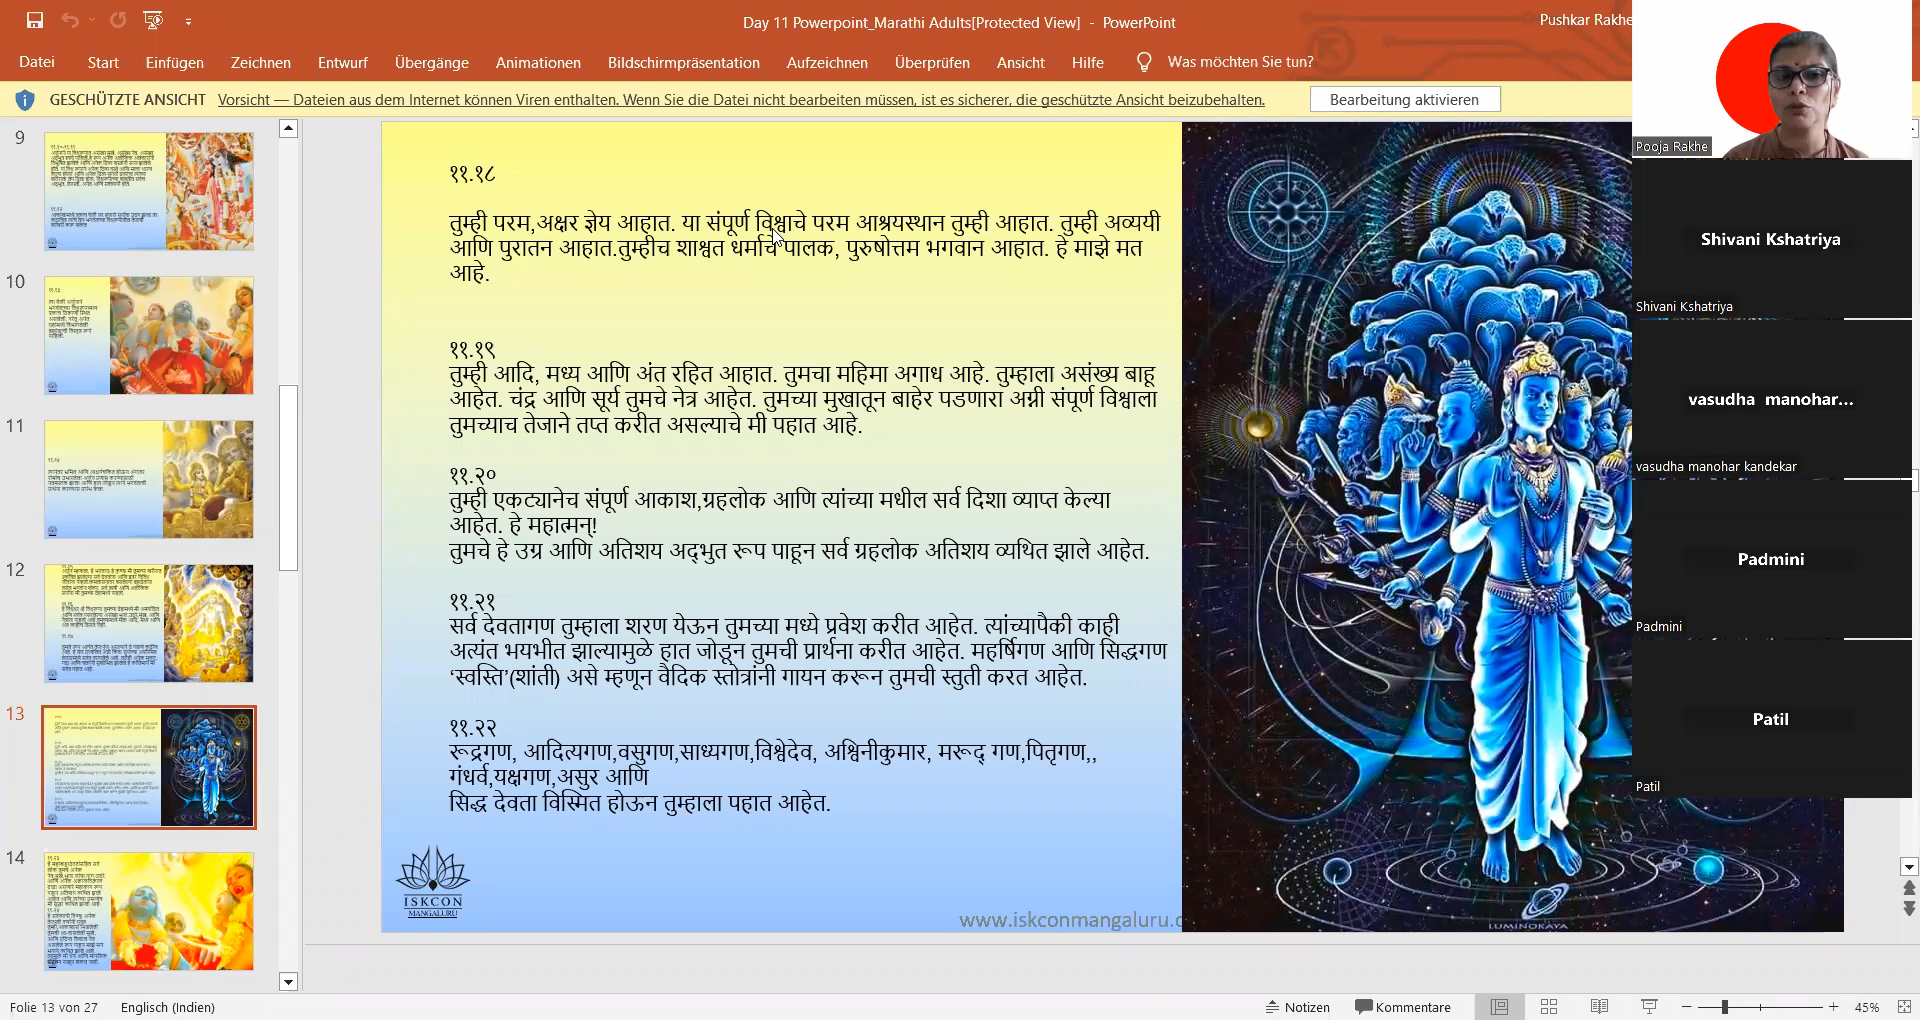 Day 11 Powerpoint_Marathi Adults[Protected View] - PowerPoint
Pushkar Rakhe
Datei Start Einfügen Zeichnen Entwurf Übergänge Animationen Bildschirmpräsentation Aufzeichnen Überprüfen Ansicht Hilfe Was möchten Sie tun?
GESCHÜTZTE ANSICHT Vorsicht — Dateien aus dem Internet können Viren enthalten. Wenn Sie die Datei nicht bearbeiten müssen, ist es sicherer, die geschützte Ansicht beizubehalten. Bearbeitung aktivieren
9
10
11
12
13
14
११.१८
तुम्ही परम,अक्षर ज्ञेय आहात. या संपूर्ण विश्वाचे परम आश्रयस्थान तुम्ही आहात. तुम्ही अव्ययी
आणि पुरातन आहात.तुम्हीच शाश्वत धर्माचे पालक, पुरुषोत्तम भगवान आहात. हे माझे मत
आहे.
११.१९
तुम्ही आदि, मध्य आणि अंत रहित आहात. तुमचा महिमा अगाध आहे. तुम्हाला असंख्य बाहू
आहेत. चंद्र आणि सूर्य तुमचे नेत्र आहेत. तुमच्या मुखातून बाहेर पडणारा अग्नी संपूर्ण विश्वाला
तुमच्याच तेजाने तप्त करीत असल्याचे मी पहात आहे.
११.२०
तुम्ही एकट्यानेच संपूर्ण आकाश,ग्रहलोक आणि त्यांच्या मधील सर्व दिशा व्याप्त केल्या
आहेत. हे महात्मन्!
तुमचे हे उग्र आणि अतिशय अद्‌भुत रूप पाहून सर्व ग्रहलोक अतिशय व्यथित झाले आहेत.
११.२१
सर्व देवतागण तुम्हाला शरण येऊन तुमच्या मध्ये प्रवेश करीत आहेत. त्यांच्यापैकी काही
अत्यंत भयभीत झाल्यामुळे हात जोडून तुमची प्रार्थना करीत आहेत. महर्षिगण आणि सिद्धगण
‘स्वस्ति’(शांती) असे म्हणून वैदिक स्तोत्रांनी गायन करून तुमची स्तुती करत आहेत.
११.२२
रूद्रगण, आदित्यगण,वसुगण,साध्यगण,विश्वेदेव, अश्विनीकुमार, मरूद् गण,पितृगण,,
गंधर्व,यक्षगण,असुर आणि
सिद्ध देवता विस्मित होऊन तुम्हाला पहात आहेत.
ISKCON
MANGALURU
www.iskconmangaluru.c
LUMINOKAYA
Pooja Rakhe
Shivani Kshatriya
Shivani Kshatriya
vasudha manohar...
vasudha manohar kandekar
Padmini
Padmini
Patil
Patil
Folie 13 von 27 Englisch (Indien) Notizen Kommentare 45%